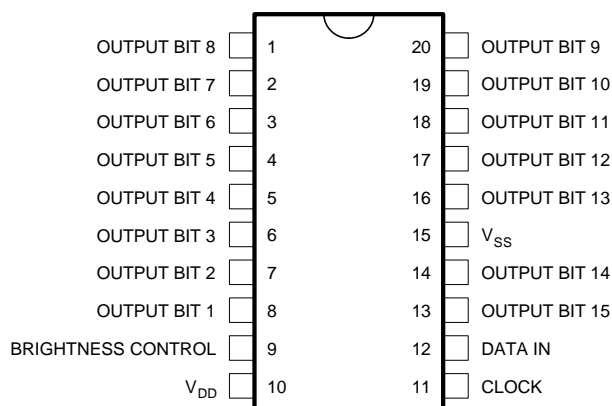 OUTPUT BIT 8 1 20 OUTPUT BIT 9
OUTPUT BIT 7 2 19 OUTPUT BIT 10
OUTPUT BIT 6 3 18 OUTPUT BIT 11
OUTPUT BIT 5 4 17 OUTPUT BIT 12
OUTPUT BIT 4 5 16 OUTPUT BIT 13
OUTPUT BIT 3 6 15 VSS
OUTPUT BIT 2 7 14 OUTPUT BIT 14
OUTPUT BIT 1 8 13 OUTPUT BIT 15
BRIGHTNESS CONTROL 9 12 DATA IN
VDD 10 11 CLOCK